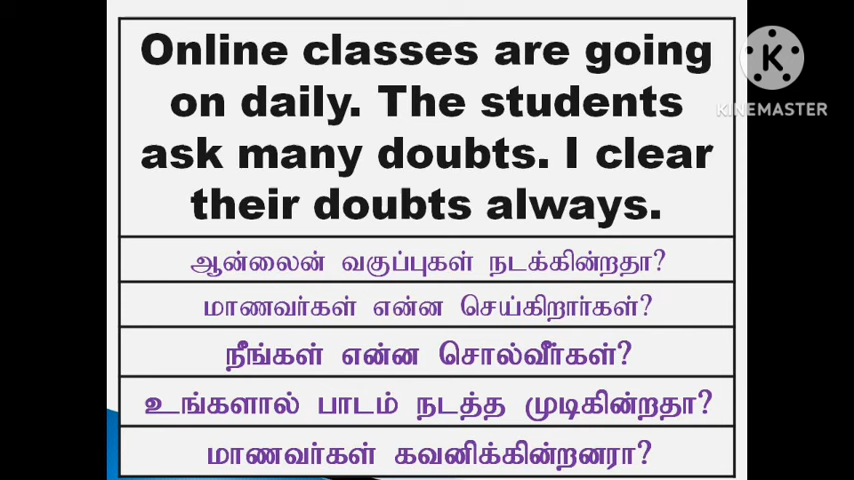 Online classes are going
on daily. The students
ask many doubts. I clear
their doubts always.
ஆன்லைன் வகுப்புகள் நடக்கின்றதா?
மாணவர்கள் என்ன செய்கிறார்கள்?
நீங்கள் என்ன சொல்வீர்கள்?
உங்களால் பாடம் நடத்த முடிகின்றதா?
மாணவர்கள் கவனிக்கின்றனரா?
K
KINEMASTER